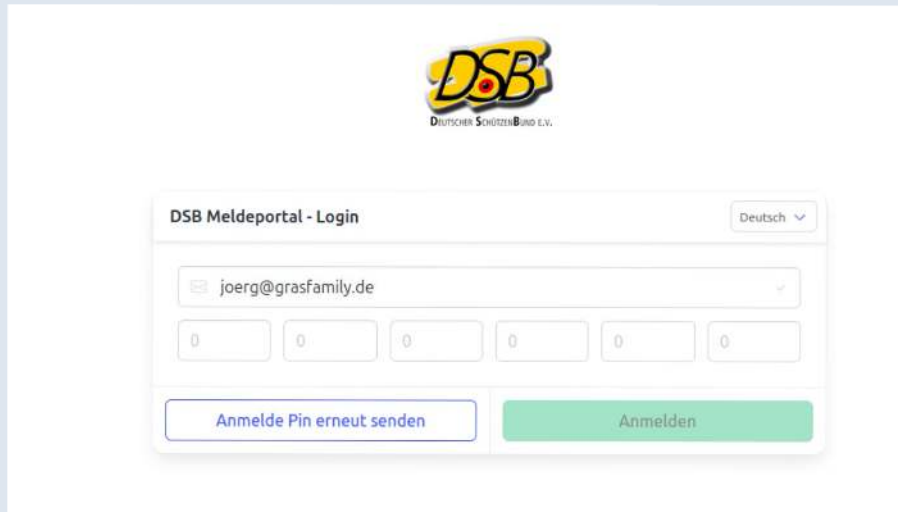 DSB
DEUTSCHER SCHÜTZENBUND E.V.
DSB Meldeportal - Login
Deutsch
joerg@grasfamily.de
0 0 0 0 0 0
Anmelde Pin erneut senden
Anmelden